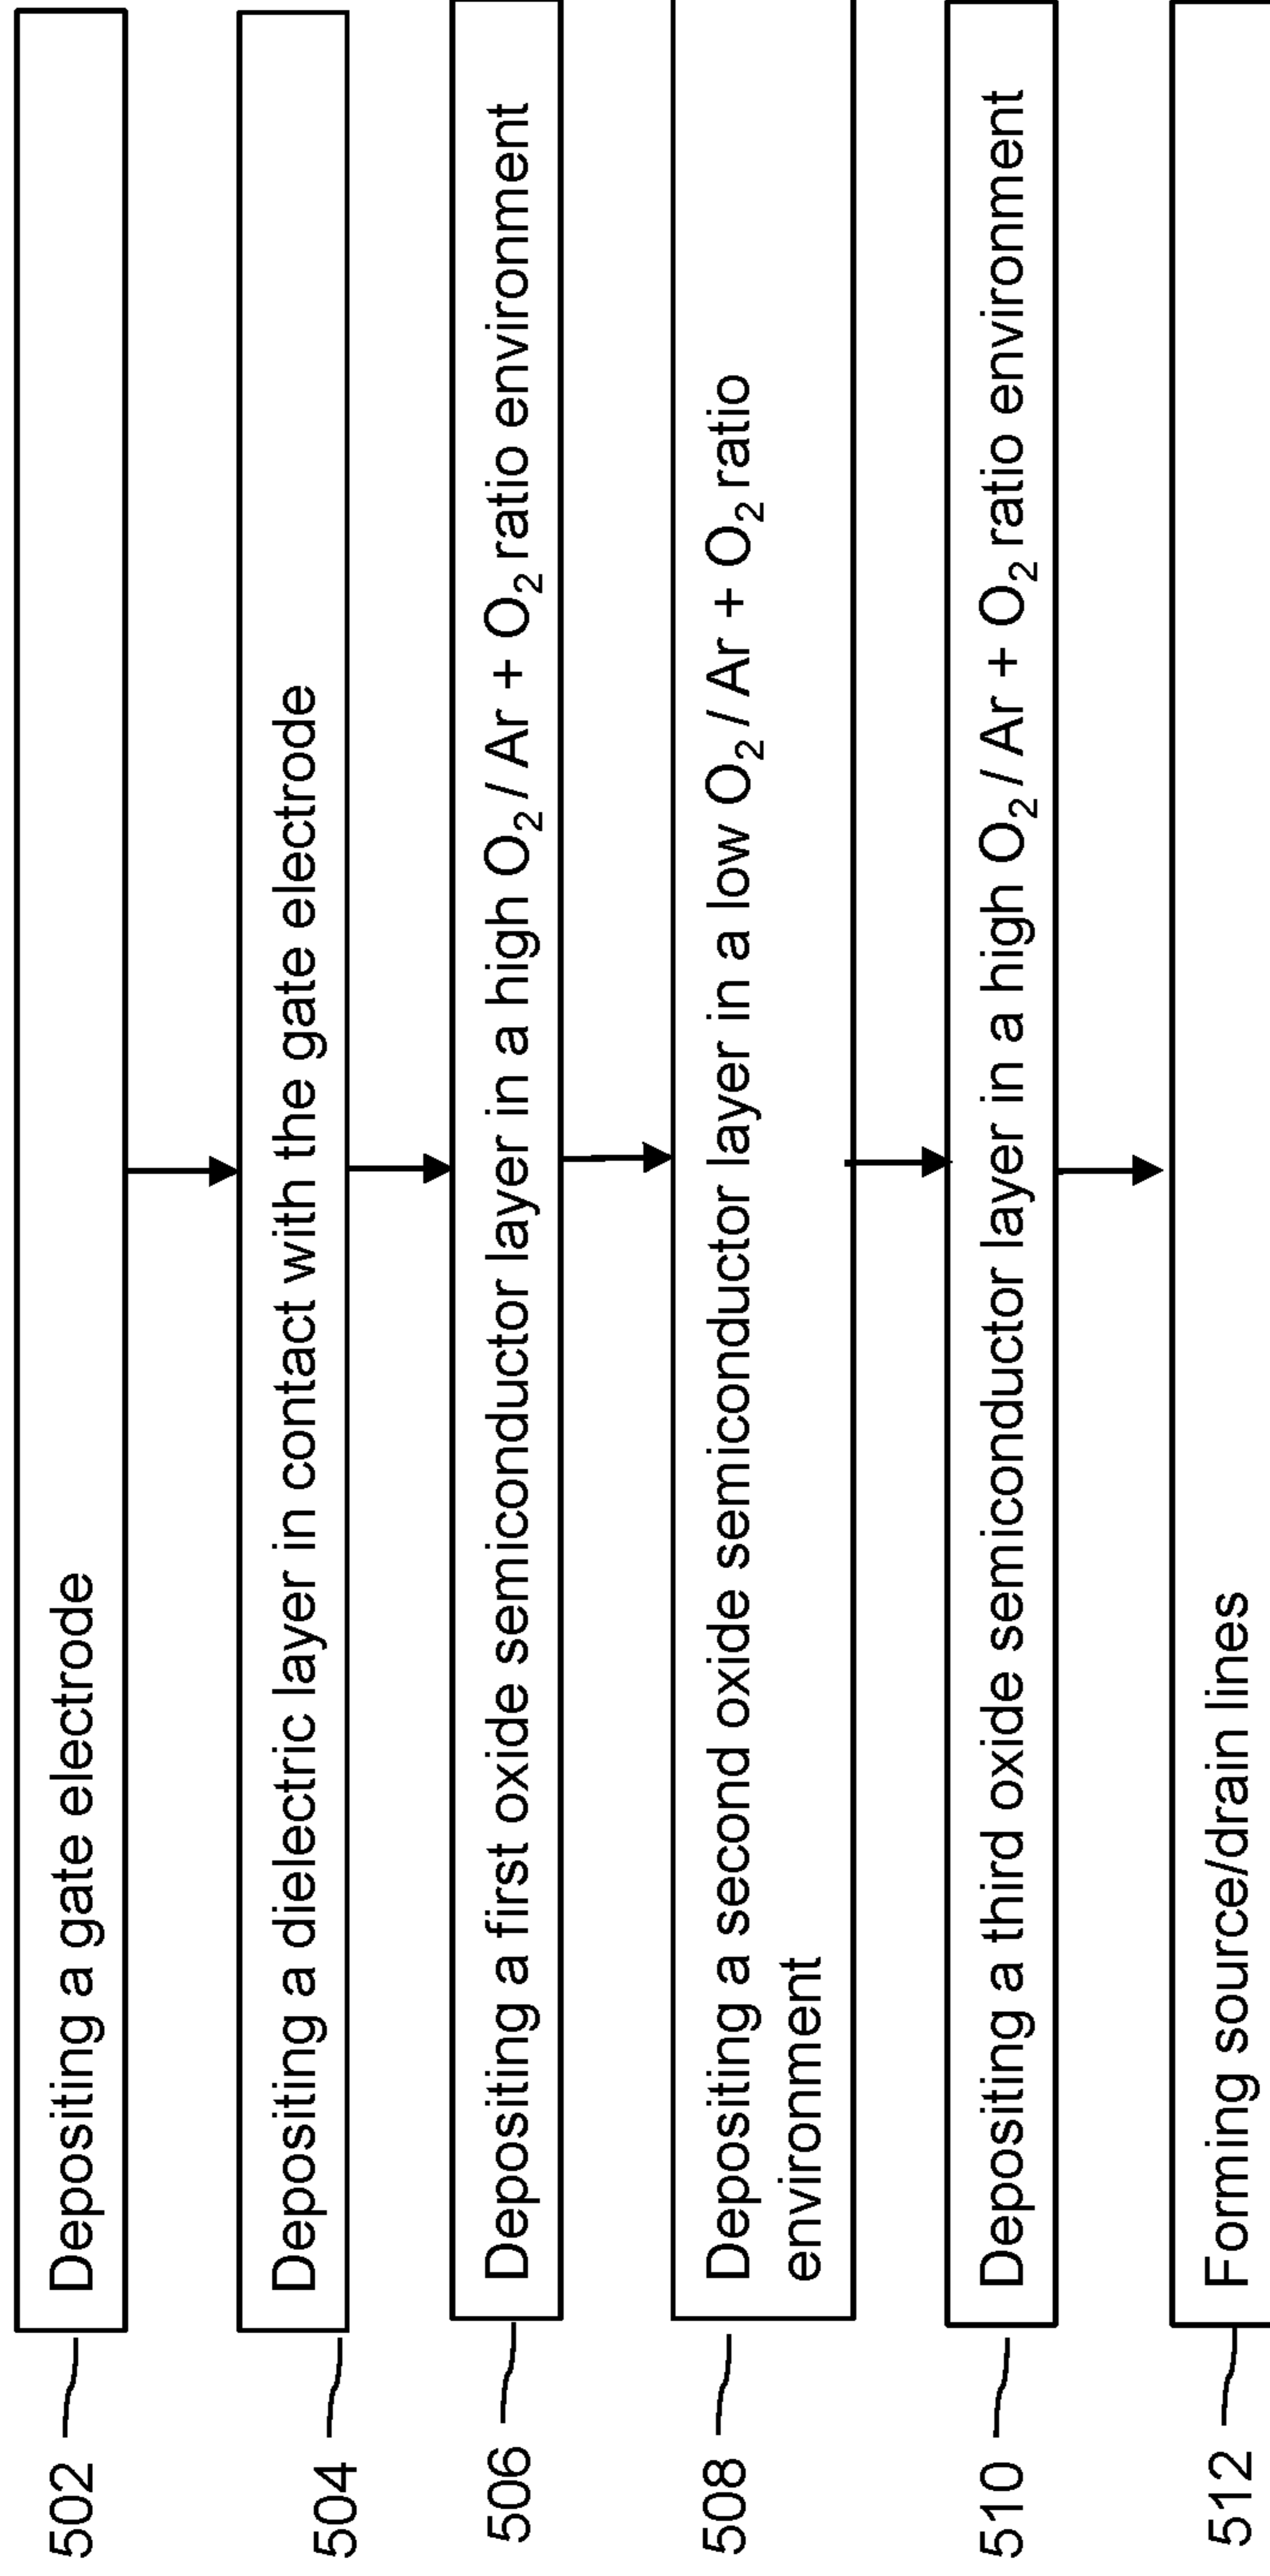 502 Depositing a gate electrode
504 Depositing a dielectric layer in contact with the gate electrode
506 Depositing a first oxide semiconductor layer in a high O₂ / Ar + O₂ ratio environment
508 Depositing a second oxide semiconductor layer in a low O₂ / Ar + O₂ ratio
environment
510 Depositing a third oxide semiconductor layer in a high O₂ / Ar + O₂ ratio environment
512 Forming source/drain lines